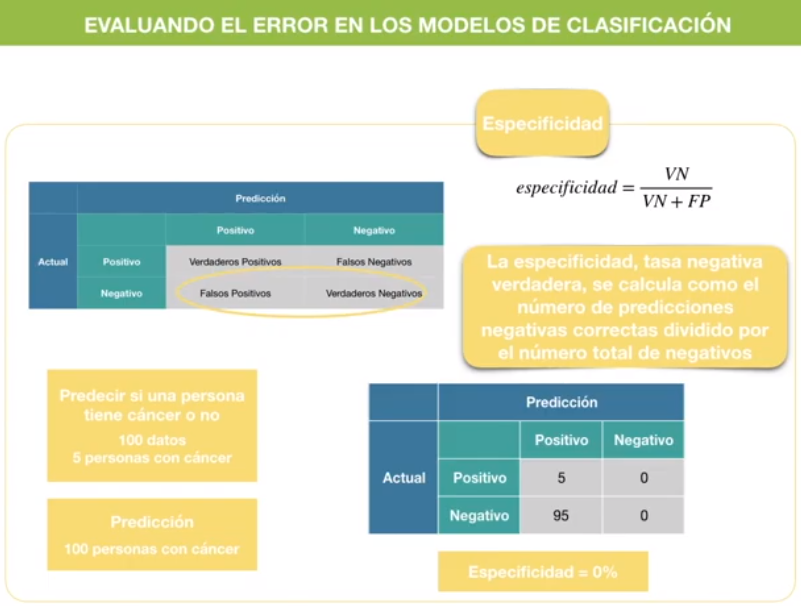 EVALUANDO EL ERROR EN LOS MODELOS DE CLASIFICACIÓN
Especificidad
especificidad = VN / VN + FP
Predicción
Positivo Negativo
Actual Positivo Verdaderos Positivos Falsos Negativos
Negativo Falsos Positivos Verdaderos Negativos
La especificidad, tasa negativa
verdadera, se calcula como el
número de predicciones
negativas correctas dividido por
el número total de negativos
Predecir si una persona
tiene cáncer o no
100 datos
5 personas con cáncer
Predicción
100 personas con cáncer
Predicción
Positivo Negativo
Actual Positivo 5 0
Negativo 95 0
Especificidad = 0%